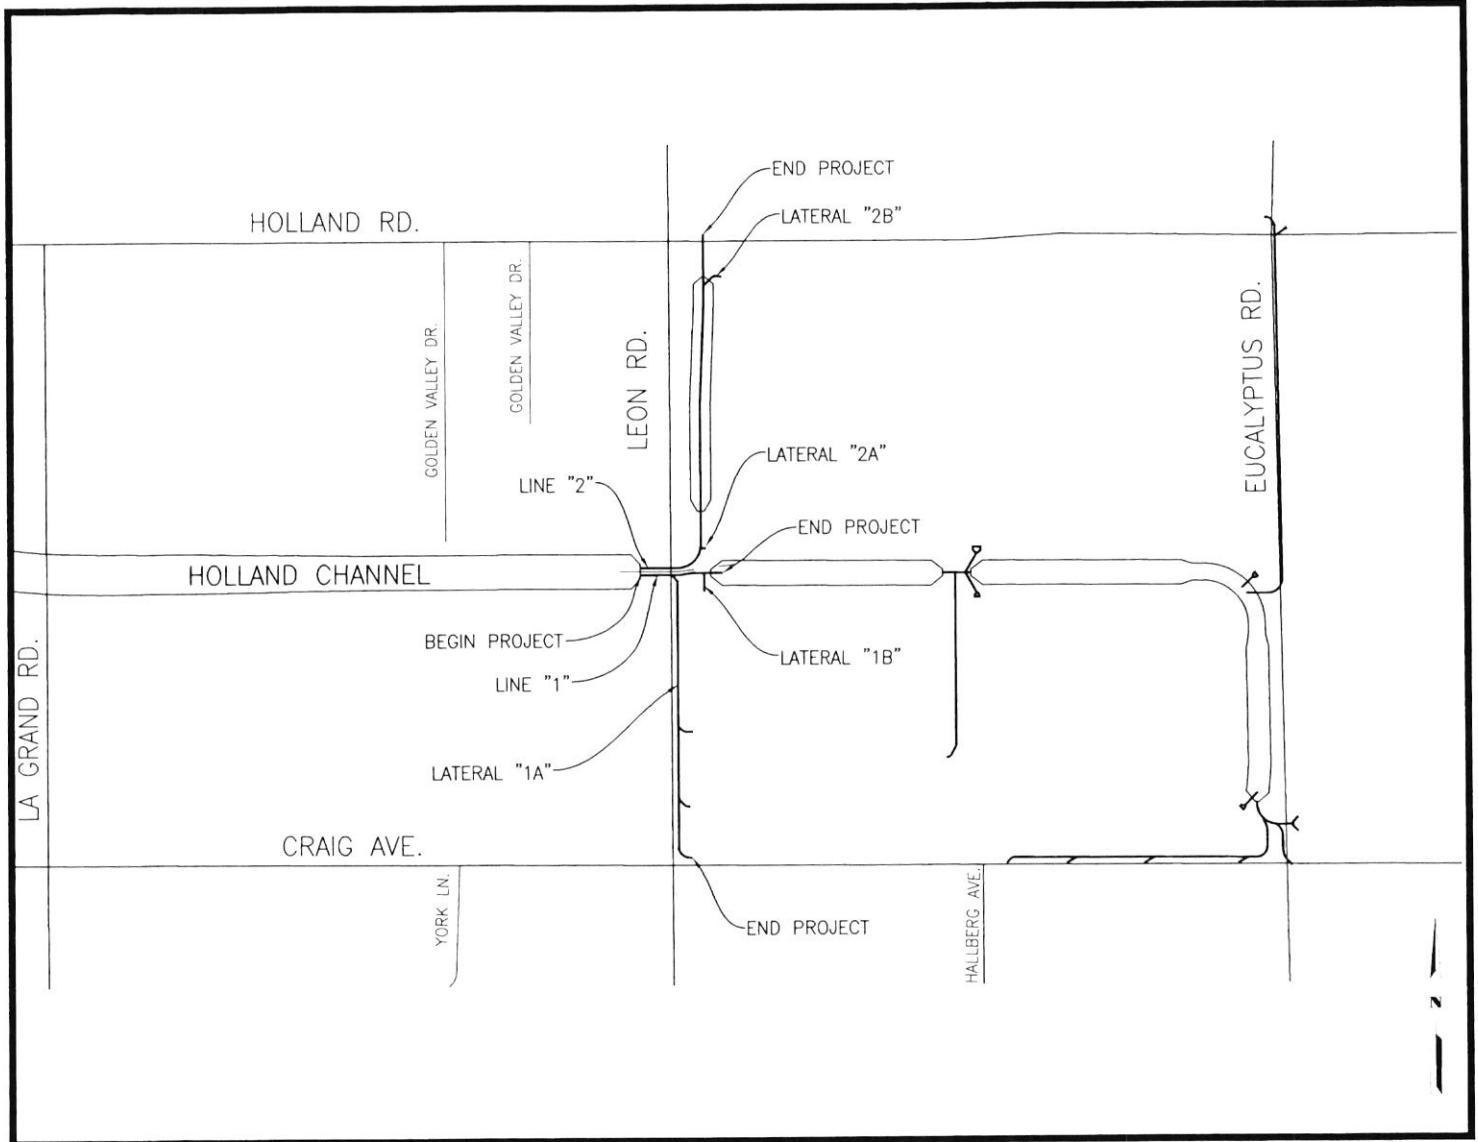 END PROJECT
LATERAL "2B"
HOLLAND RD.
GOLDEN VALLEY DR.
GOLDEN VALLEY DR.
LEON RD.
EUCALYPTUS RD.
LATERAL "2A"
LINE "2"
END PROJECT
HOLLAND CHANNEL
BEGIN PROJECT
LINE "1"
LATERAL "1B"
LA GRAND RD.
LATERAL "1A"
CRAIG AVE.
YORK LN.
HALLBERG AVE.
END PROJECT
N